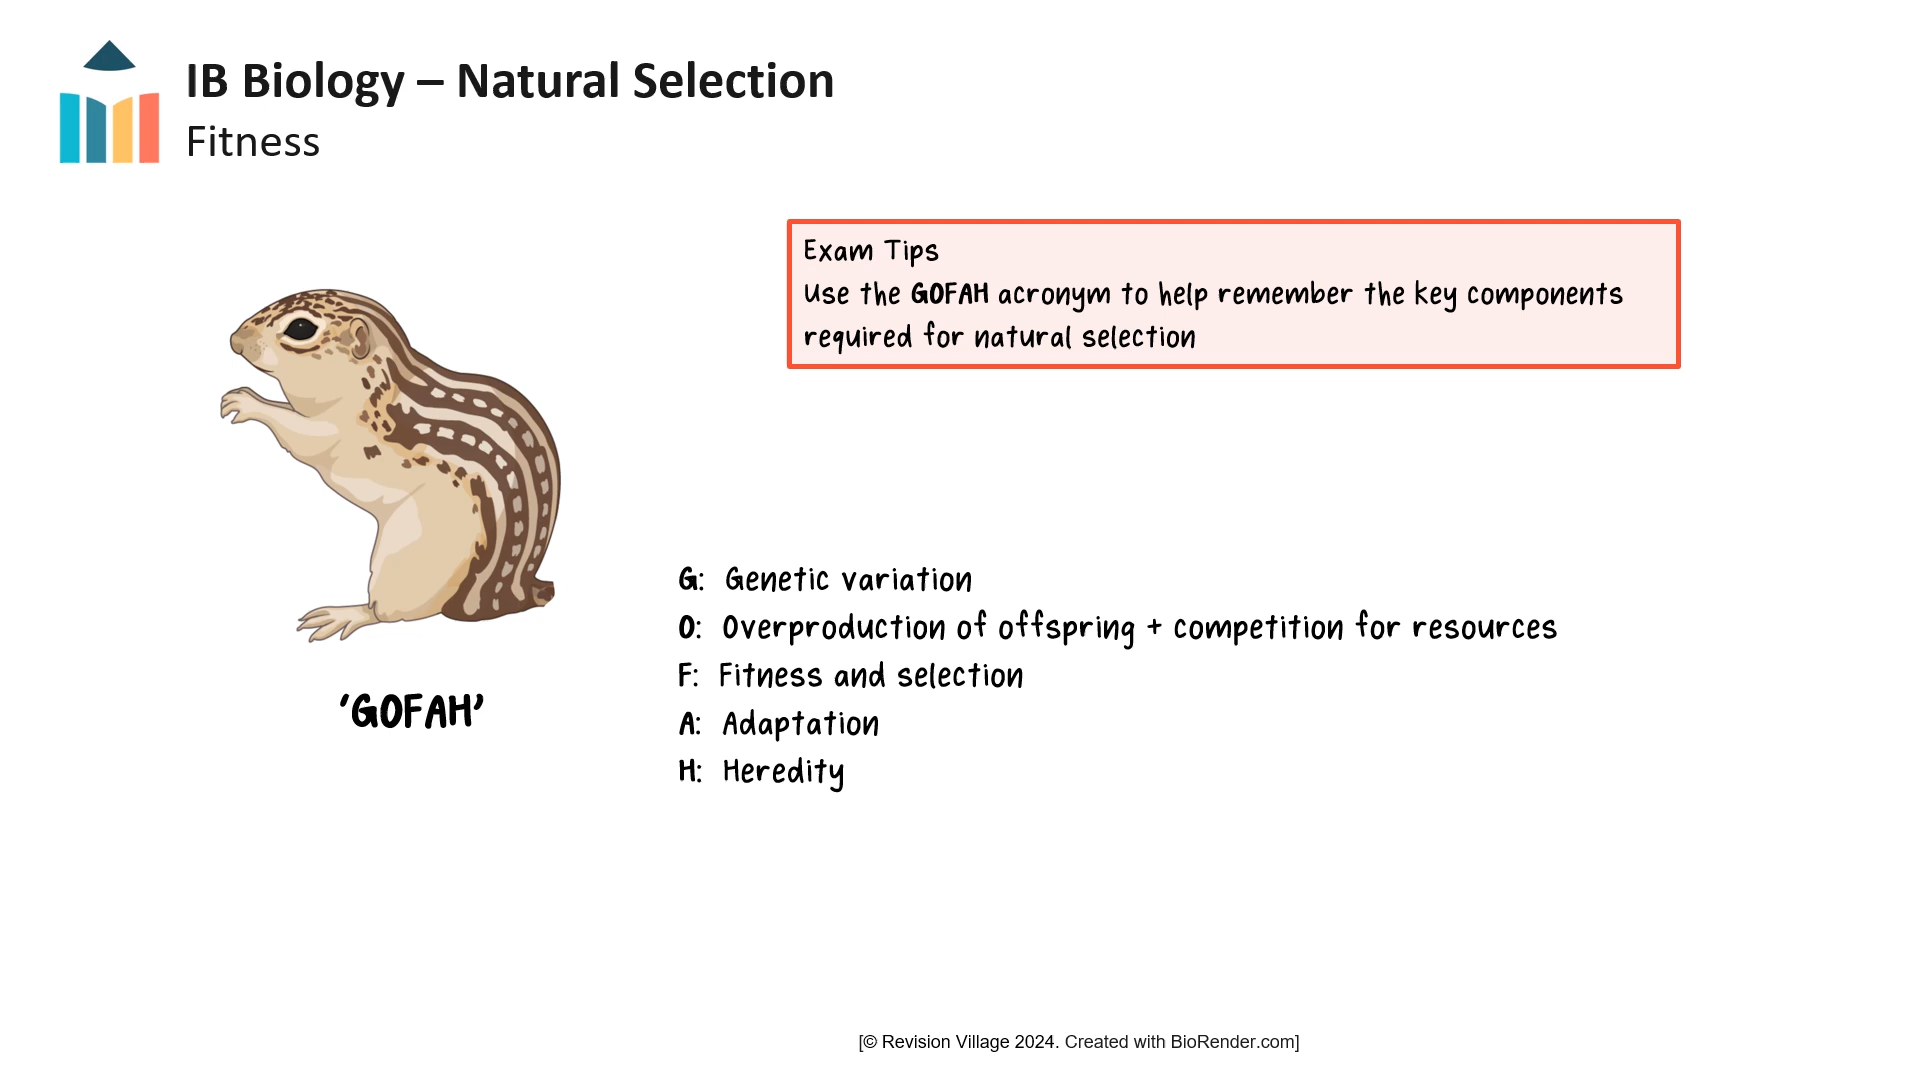 IB Biology – Natural Selection
Fitness
Exam Tips
Use the GOFAH acronym to help remember the key components
required for natural selection
G: Genetic variation
O: Overproduction of offspring + competition for resources
F: Fitness and selection
A: Adaptation
H: Heredity
'GOFAH'
[© Revision Village 2024. Created with BioRender.com]